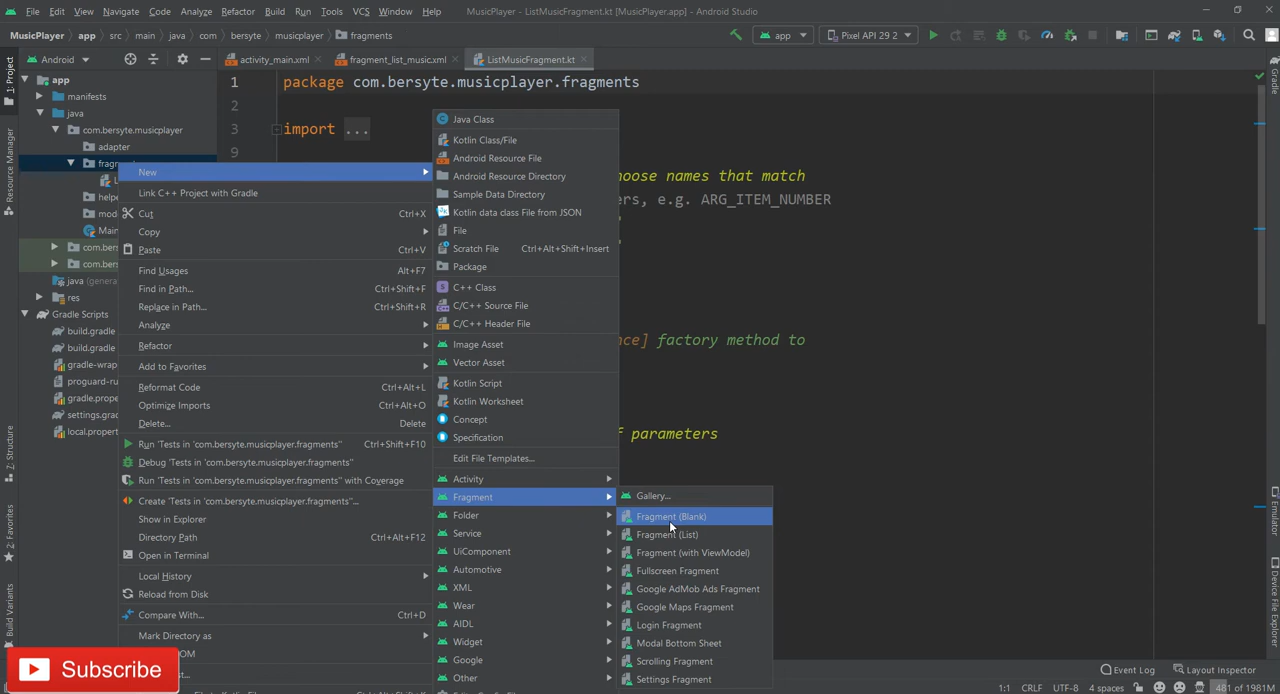 File Edit View Navigate Code Analyze Refactor Build Run Tools VCS Window Help MusicPlayer - ListMusicFragment.kt [MusicPlayer.app] - Android Studio
MusicPlayer app src main java com bersyte musicplayer fragments app Pixel API 29 2
Android activity_main.xml fragment_list_music.xml ListMusicFragment.kt
1: Project
Resource Manager
Z: Structure
2: Favorites
Build Variants
app
manifests
java
com.bersyte.musicplayer
adapter
fragm
L
helpe
mod
Main
com.bers
com.bers
java (genera
res
Gradle Scripts
build.gradle
build.gradle
gradle-wrap
proguard-ru
gradle.prope
settings.grad
local.propert
1 package com.bersyte.musicplayer.fragments
2
3 import ...
9
hoose names that match
ers, e.g. ARG_ITEM_NUMBER
nce] factory method to
f parameters
New
Link C++ Project with Gradle
Cut Ctrl+X
Copy
Paste Ctrl+V
Find Usages Alt+F7
Find in Path... Ctrl+Shift+F
Replace in Path... Ctrl+Shift+R
Analyze
Refactor
Add to Favorites
Reformat Code Ctrl+Alt+L
Optimize Imports Ctrl+Alt+O
Delete... Delete
Run 'Tests in 'com.bersyte.musicplayer.fragments'' Ctrl+Shift+F10
Debug 'Tests in 'com.bersyte.musicplayer.fragments''
Run 'Tests in 'com.bersyte.musicplayer.fragments'' with Coverage
Create 'Tests in 'com.bersyte.musicplayer.fragments''...
Show in Explorer
Directory Path Ctrl+Alt+F12
Open in Terminal
Local History
Reload from Disk
Compare With... Ctrl+D
Mark Directory as
OM
t...
Java Class
Kotlin Class/File
Android Resource File
Android Resource Directory
Sample Data Directory
Kotlin data class File from JSON
File
Scratch File Ctrl+Alt+Shift+Insert
Package
C++ Class
C/C++ Source File
C/C++ Header File
Image Asset
Vector Asset
Kotlin Script
Kotlin Worksheet
Concept
Specification
Edit File Templates...
Activity
Fragment
Folder
Service
UiComponent
Automotive
XML
Wear
AIDL
Widget
Google
Other
Gallery...
Fragment (Blank)
Fragment (List)
Fragment (with ViewModel)
Fullscreen Fragment
Google AdMob Ads Fragment
Google Maps Fragment
Login Fragment
Modal Bottom Sheet
Scrolling Fragment
Settings Fragment
Gradle
Emulator
Device File Explorer
Subscribe
Event Log Layout Inspector
1:1 CRLF UTF-8 4 spaces 481 of 1981M